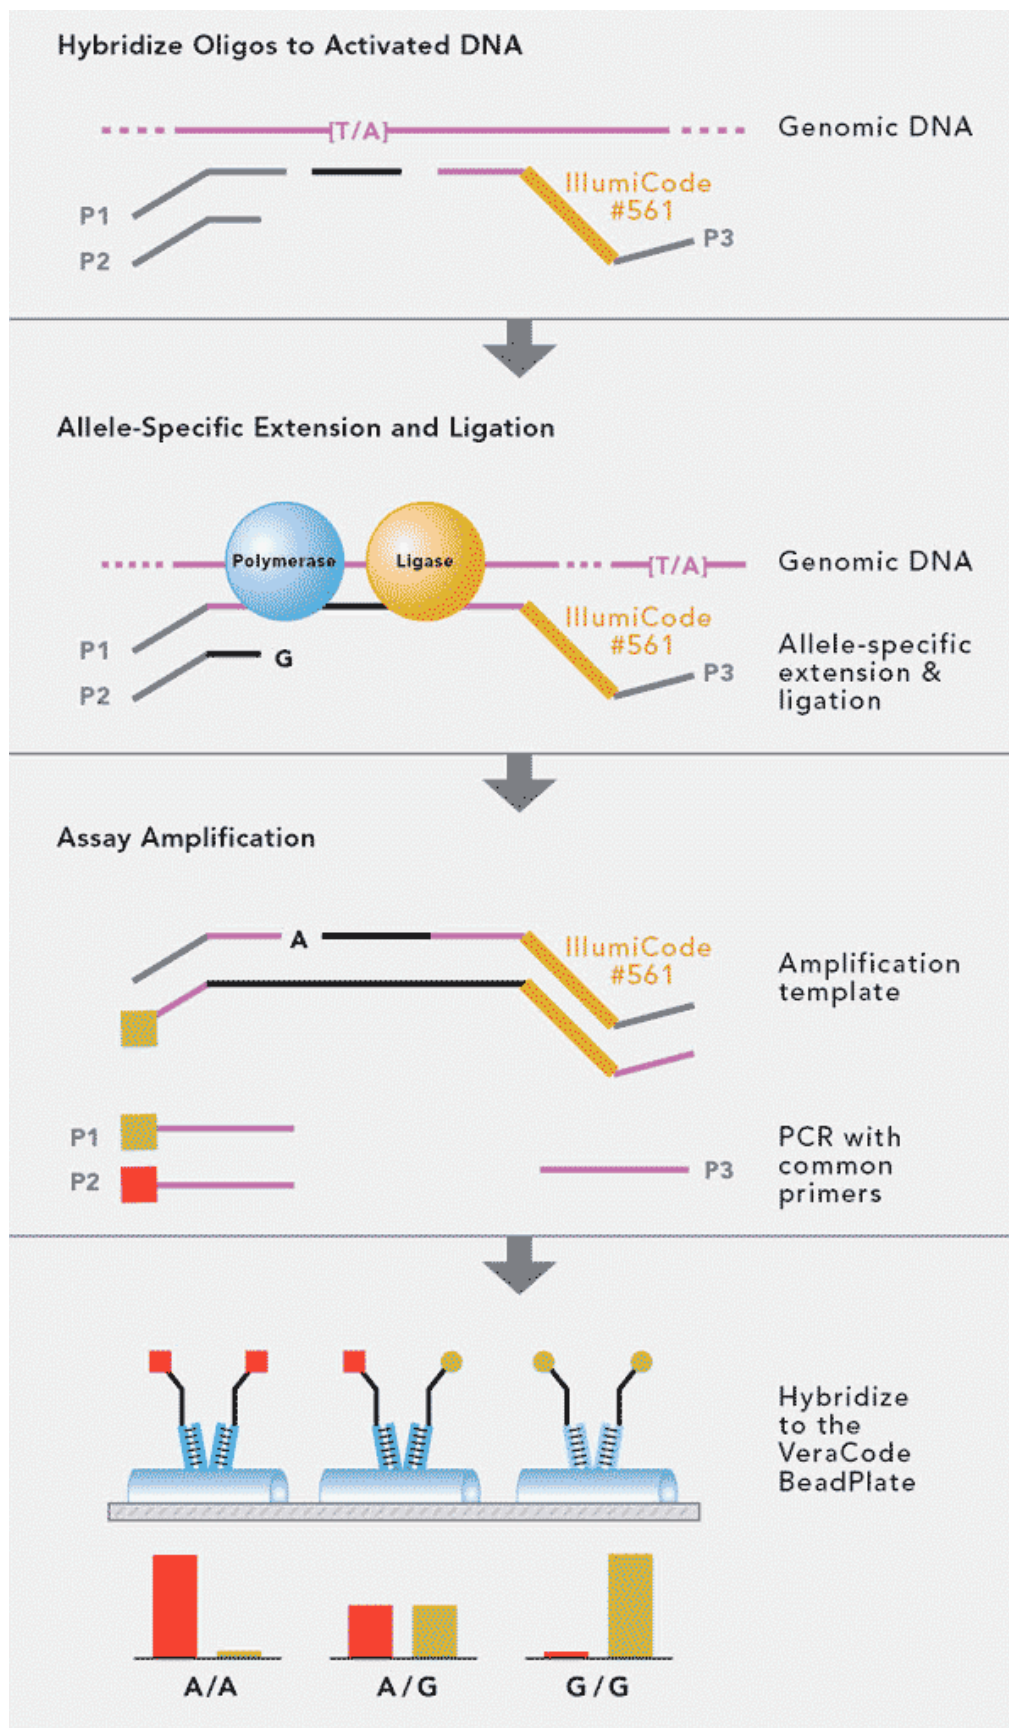 Hybridize Oligos to Activated DNA
[T/A]
Genomic DNA
IllumiCode
#561
P1
P2
P3
Allele-Specific Extension and Ligation
Polymerase
Ligase
[T/A]
Genomic DNA
IllumiCode
#561
P1
G
P2
P3
Allele-specific
extension &
ligation
Assay Amplification
A
IllumiCode
#561
Amplification
template
P1
P2
P3
PCR with
common
primers
Hybridize
to the
VeraCode
BeadPlate
A/A
A/G
G/G